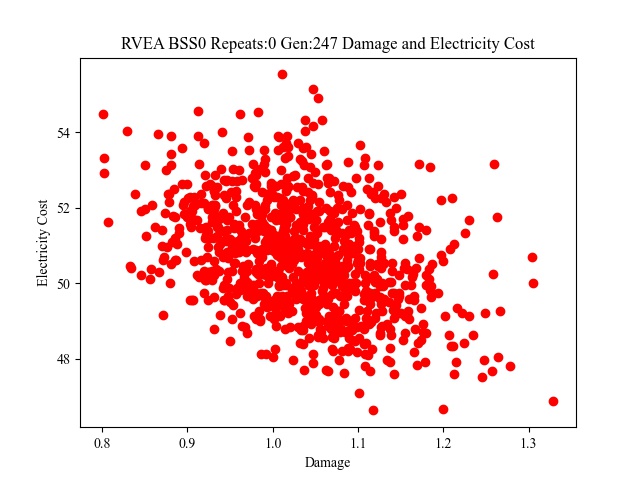 RVEA BSS0 Repeats:0 Gen:247 Damage and Electricity Cost
54
52
50
48
Electricity Cost
0.8 0.9 1.0 1.1 1.2 1.3
Damage